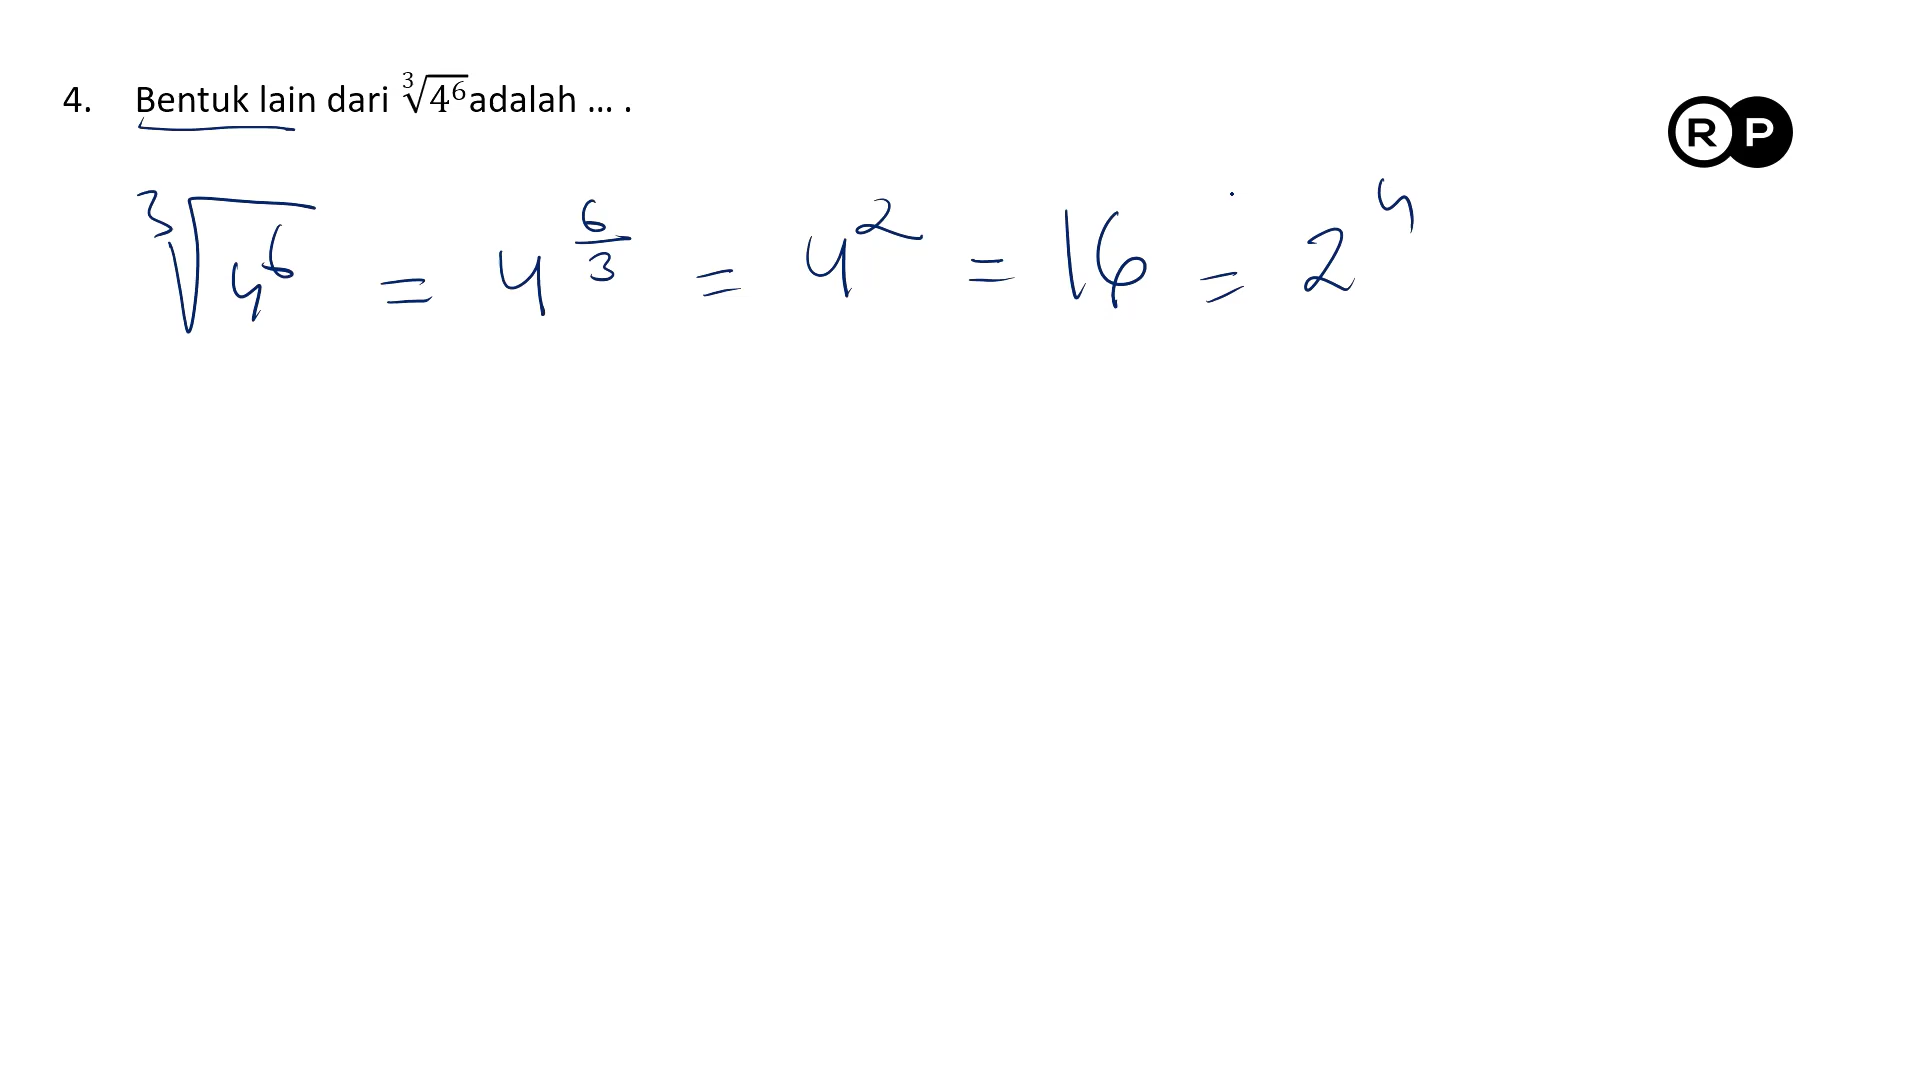 4. Bentuk lain dari ∛4⁶ adalah ... .
RP
∛4⁶ = 4^(6/3) = 4² = 16 = 2⁴